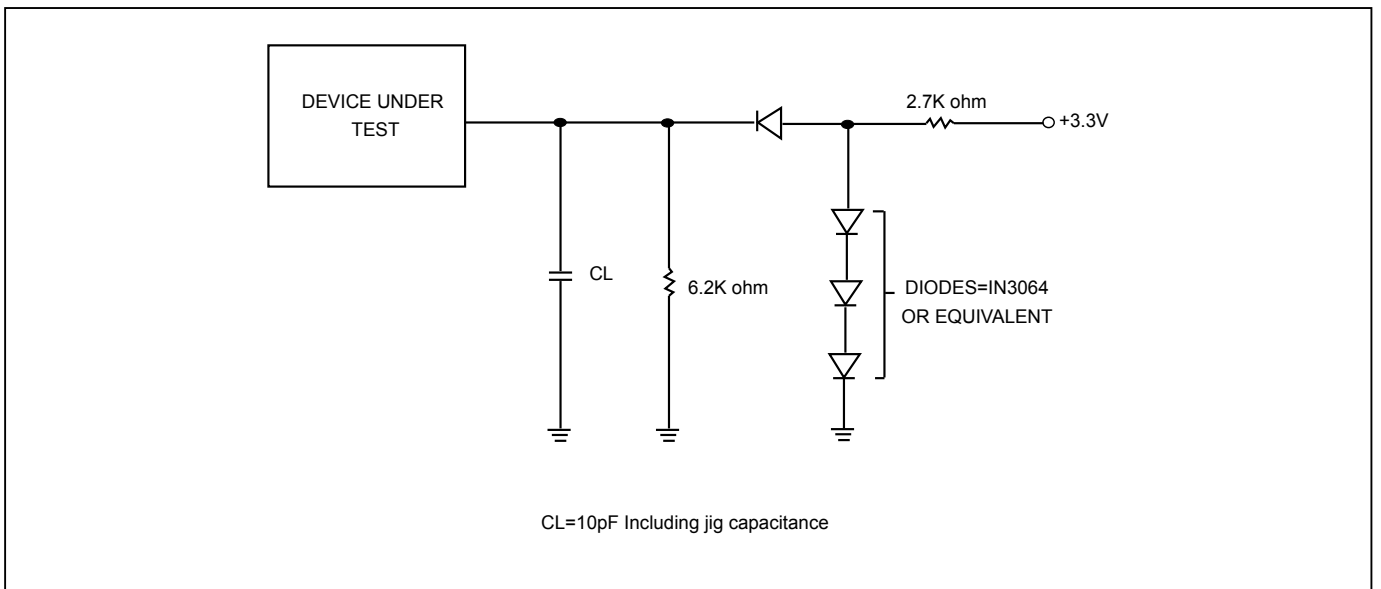 DEVICE UNDER
TEST
2.7K ohm
+3.3V
CL
6.2K ohm
DIODES=IN3064
OR EQUIVALENT
CL=10pF Including jig capacitance